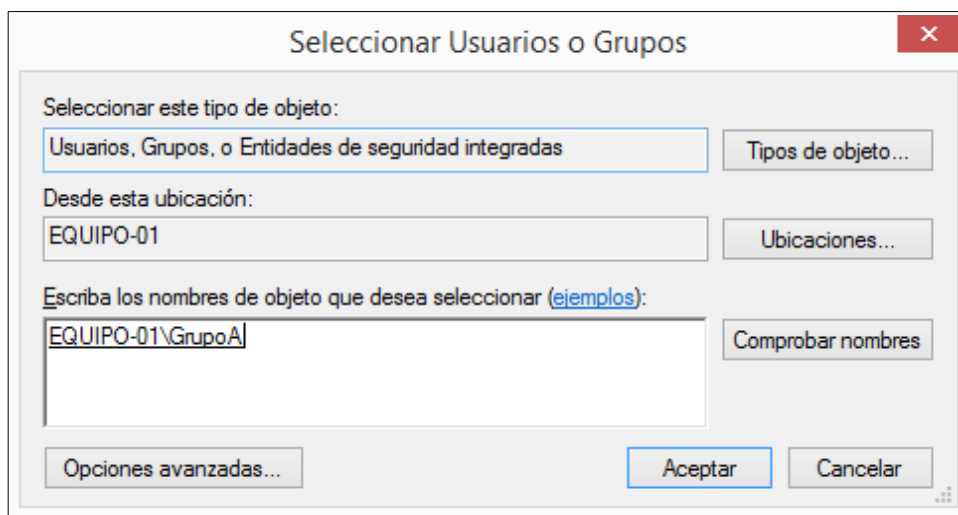 Seleccionar Usuarios o Grupos
Seleccionar este tipo de objeto:
Usuarios, Grupos, o Entidades de seguridad integradas
Tipos de objeto...
Desde esta ubicación:
EQUIPO-01
Ubicaciones...
Escriba los nombres de objeto que desea seleccionar (ejemplos):
EQUIPO-01\GrupoA
Comprobar nombres
Opciones avanzadas...
Aceptar
Cancelar